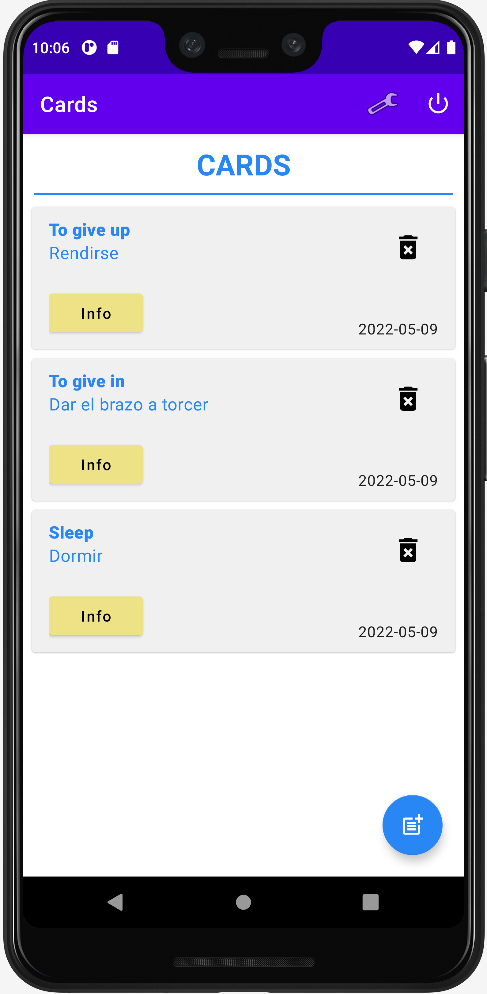 10:06
Cards
CARDS
To give up
Rendirse
Info
2022-05-09
To give in
Dar el brazo a torcer
Info
2022-05-09
Sleep
Dormir
Info
2022-05-09